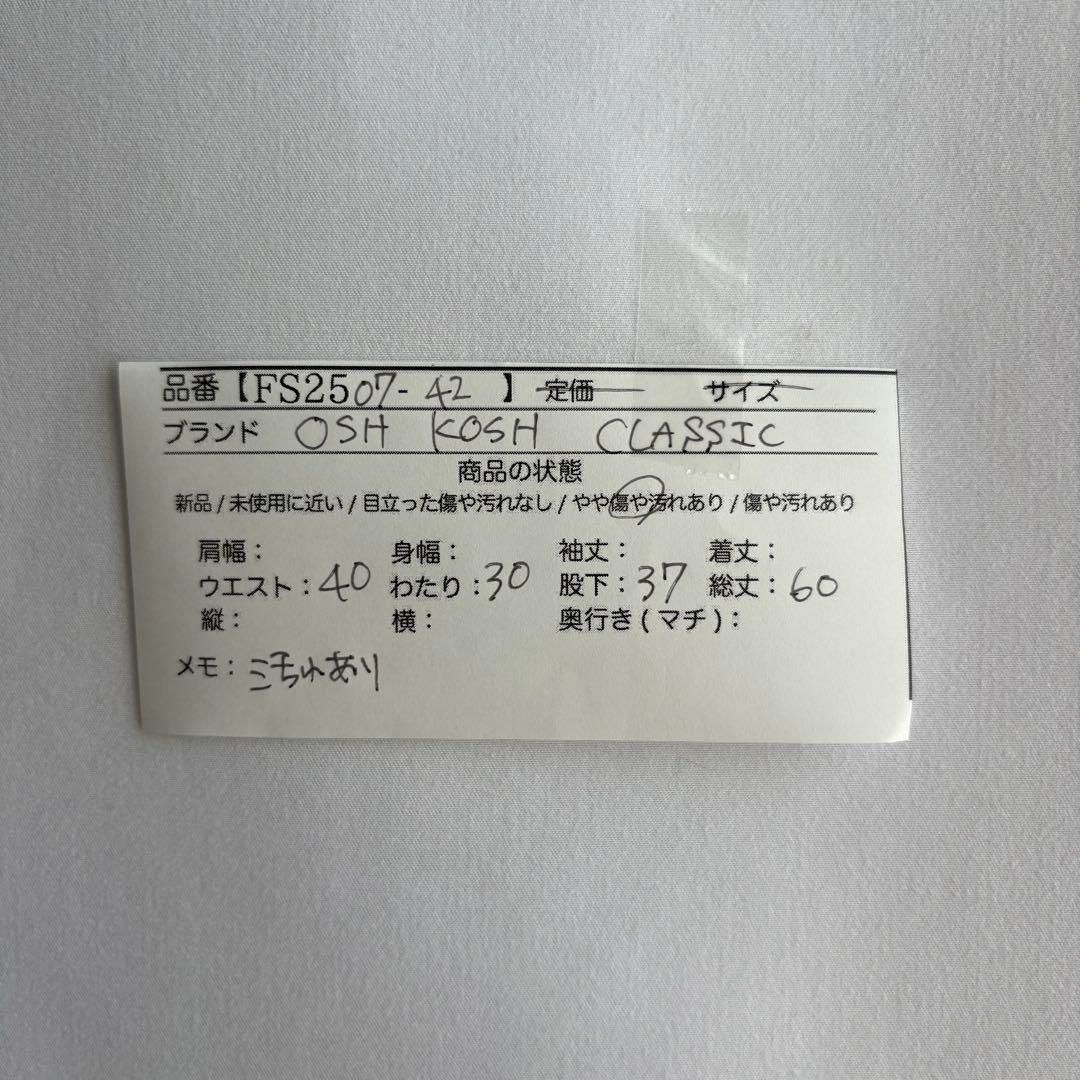 品番【FS2507-42 】 定価 サイズ
ブランド OSH KOSH CLASSIC
商品の状態
新品 / 未使用に近い / 目立った傷や汚れなし / やや傷や汚れあり / 傷や汚れあり
肩幅： 身幅： 袖丈： 着丈：
ウエスト：40 わたり：30 股下：37 総丈：60
縦： 横： 奥行き ( マチ )：
メモ： あり